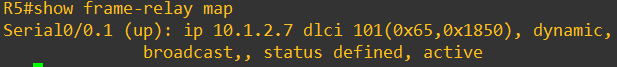 R5#show frame-relay map
Serial0/0.1 (up): ip 10.1.2.7 dlci 101(0x65,0x1850), dynamic,
broadcast,, status defined, active